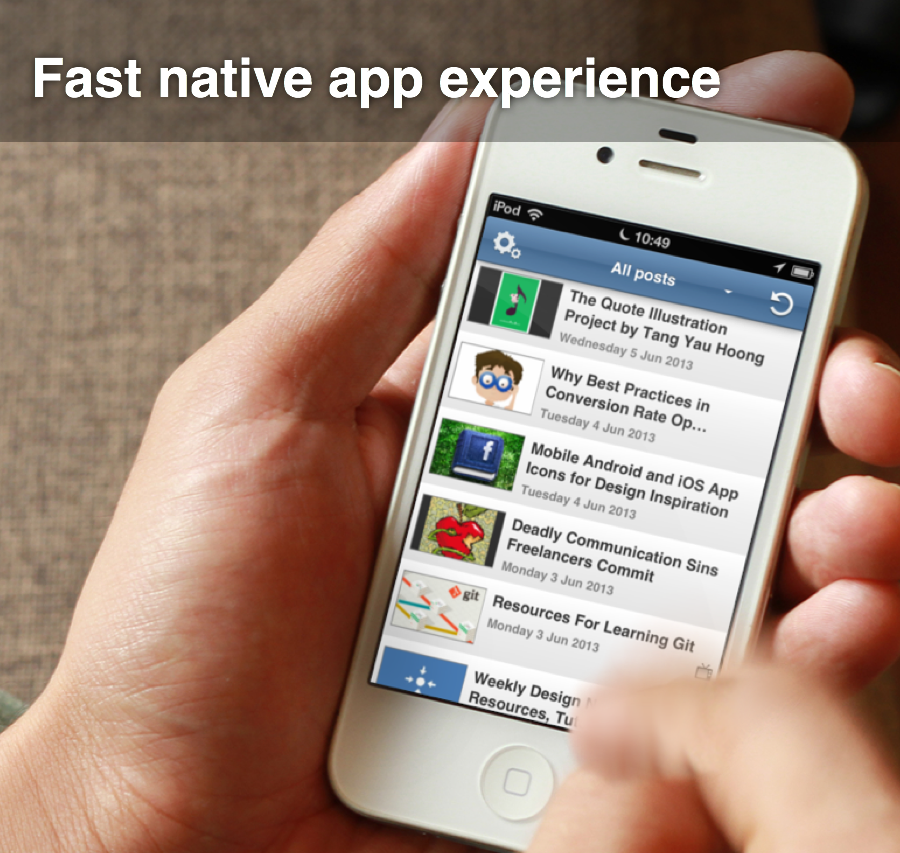 Fast native app experience
iPod
10:49
All posts
The Quote Illustration
Project by Tang Yau Hoong
Wednesday 5 Jun 2013
Why Best Practices in
Conversion Rate Op...
Tuesday 4 Jun 2013
f
Mobile Android and iOS App
Icons for Design Inspiration
Tuesday 4 Jun 2013
Deadly Communication Sins
Freelancers Commit
Monday 3 Jun 2013
git
Resources For Learning Git
Monday 3 Jun 2013
Weekly Design
Resources,